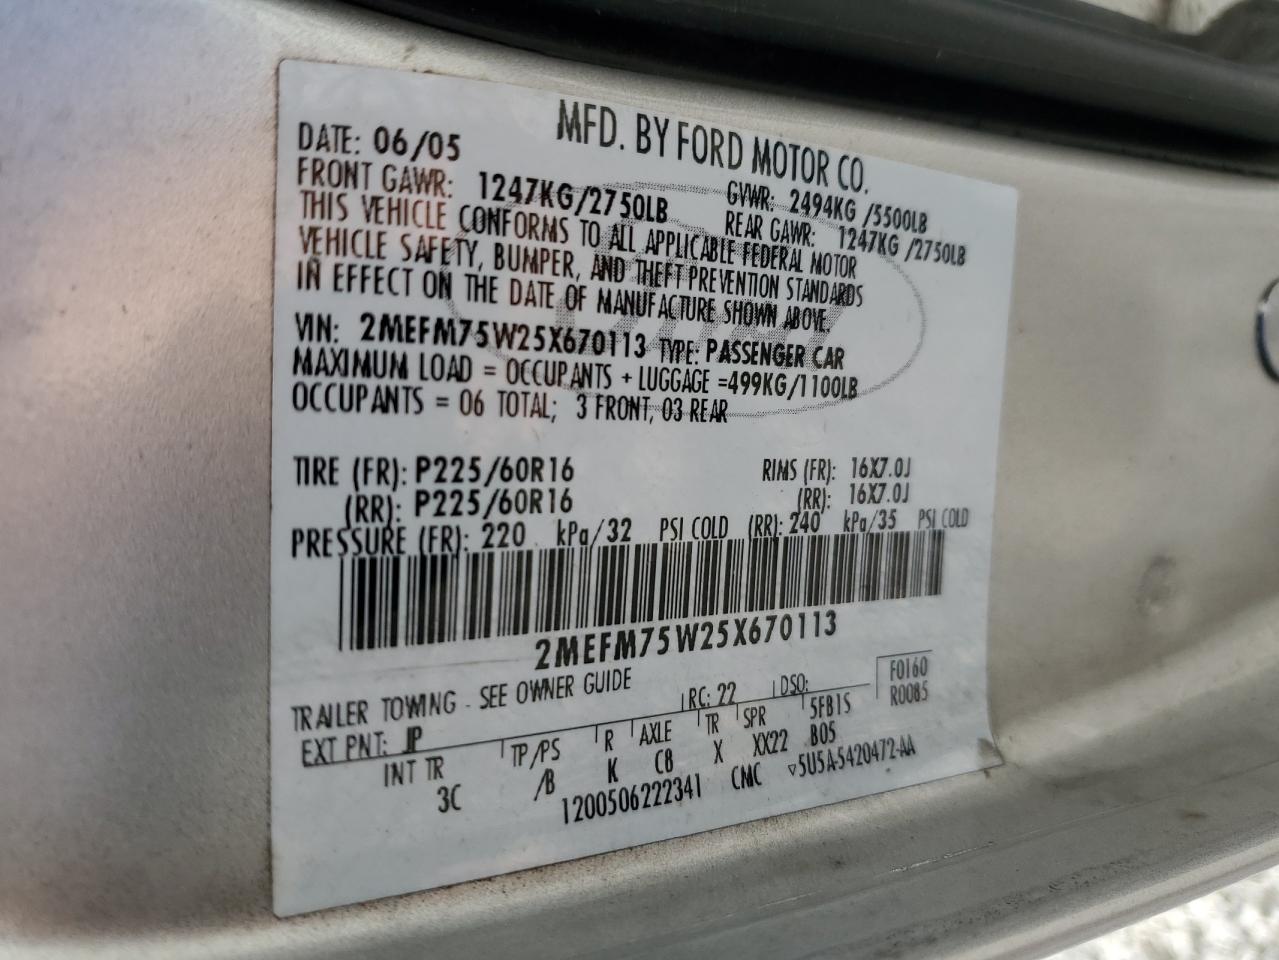 MFD. BY FORD MOTOR CO.
DATE: 06/05 GVWR: 2494KG /5500LB
FRONT GAWR: 1247KG/2750LB REAR GAWR: 1247KG /2750LB
THIS VEHICLE CONFORMS TO ALL APPLICABLE FEDERAL MOTOR
VEHICLE SAFETY, BUMPER, AND THEFT PREVENTION STANDARDS
IN EFFECT ON THE DATE OF MANUFACTURE SHOWN ABOVE.
VIN: 2MEFM75W25X670113 TYPE: PASSENGER CAR
MAXIMUM LOAD = OCCUPANTS + LUGGAGE =499KG/1100LB
OCCUPANTS = 06 TOTAL; 3 FRONT, 03 REAR
TIRE (FR): P225/60R16 RIMS (FR): 16X7.0J
(RR): P225/60R16 (RR): 16X7.0J
PRESSURE (FR): 220 kPa/32 PSI COLD (RR): 240 kPa/35 PSI COLD
2MEFM75W25X670113
TRAILER TOWING - SEE OWNER GUIDE F0160
EXT PNT: JP RC: 22 DSO: R0085
INT TR TP/PS R AXLE TR SPR 5FB1S
3C /B K C8 X XX22 B05
1200506222341 CMC ▽5U5A-5420472-AA